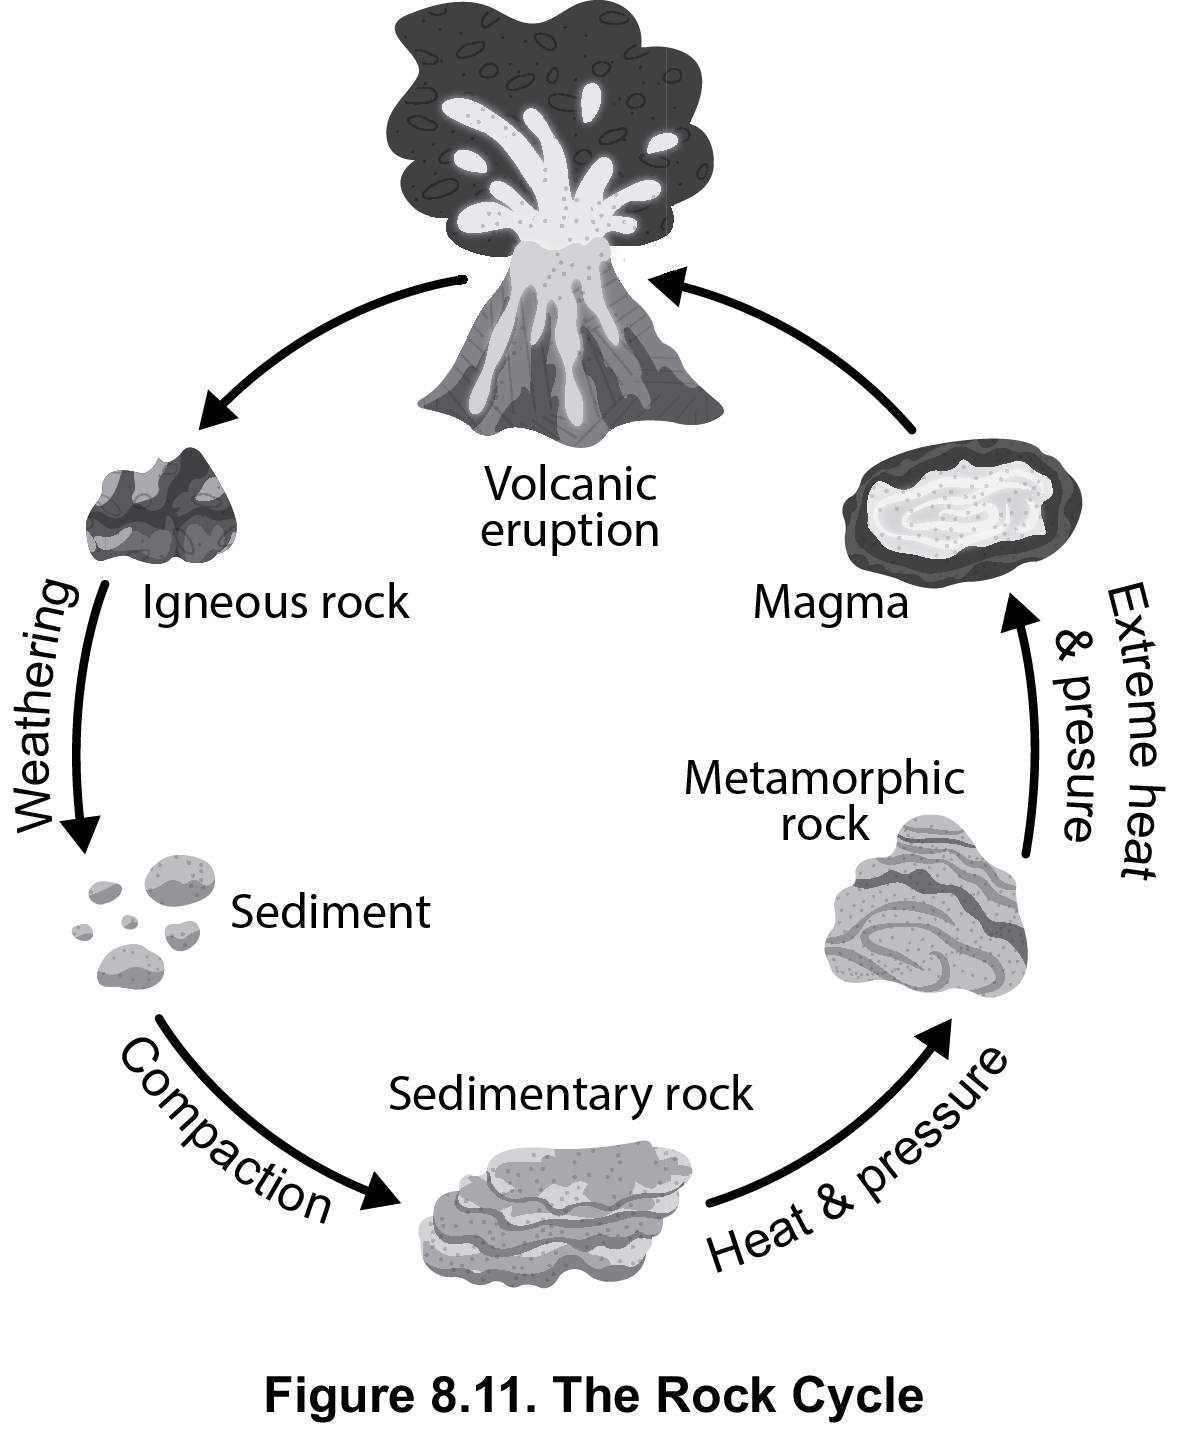 Volcanic
eruption
Igneous rock
Magma
Weathering
Extreme heat
& presure
Metamorphic
rock
Sediment
Compaction
Sedimentary rock
Heat & pressure
Figure 8.11. The Rock Cycle